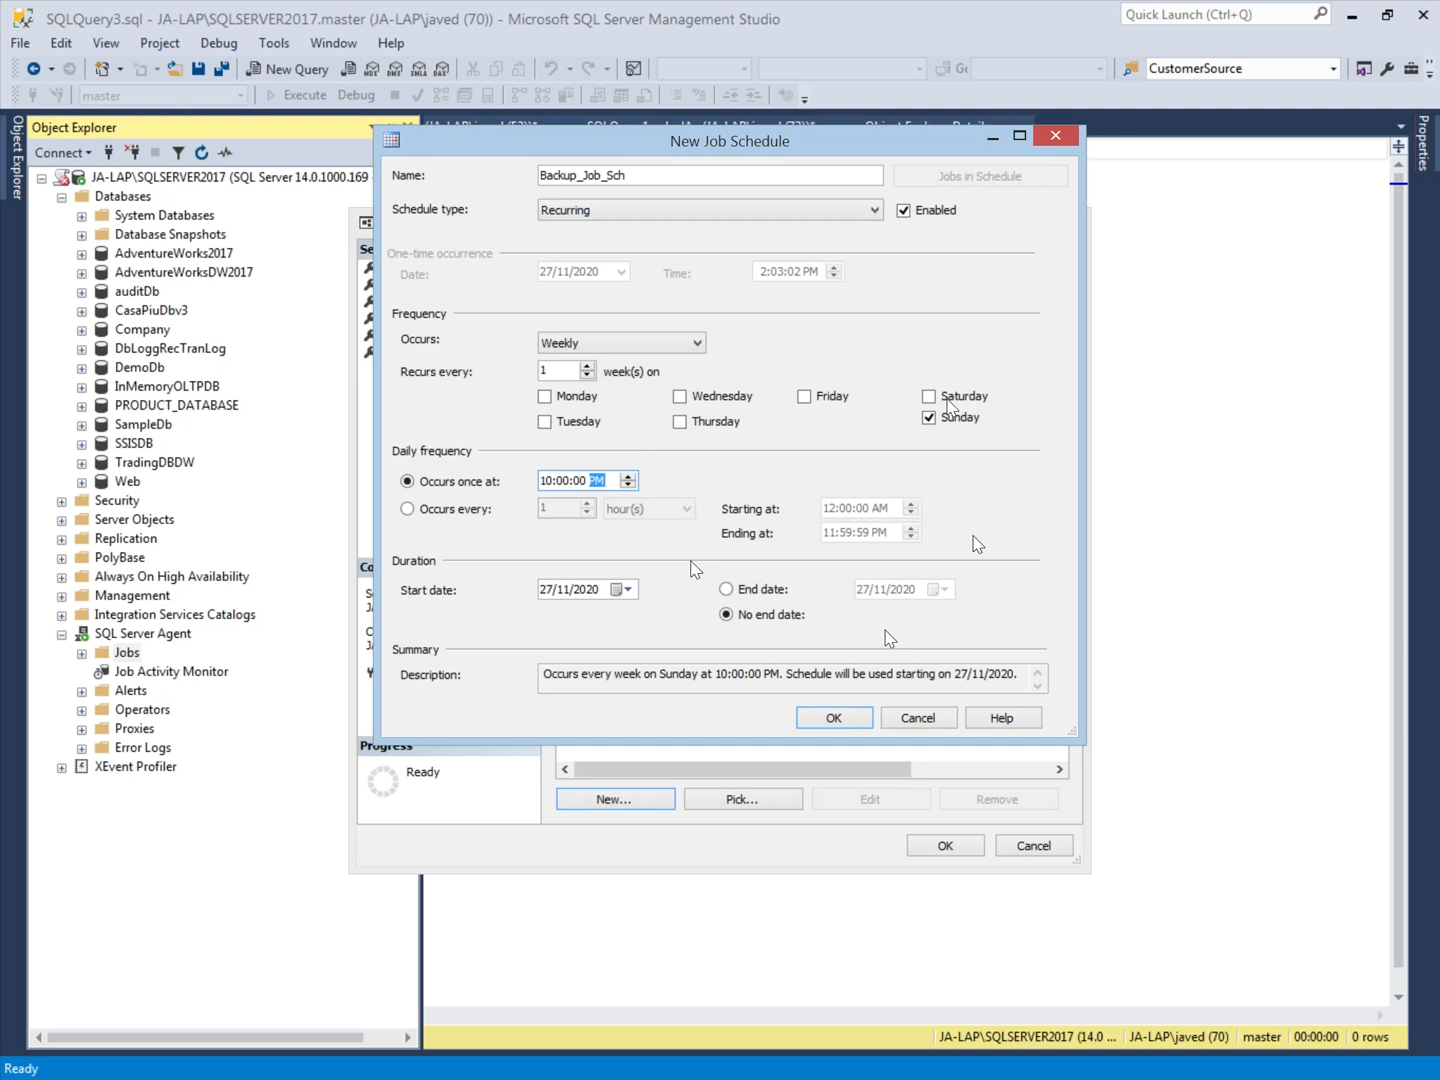 SQLQuery3.sql - JA-LAP\SQLSERVER2017.master (JA-LAP\javed (70)) - Microsoft SQL Server Management Studio
Quick Launch (Ctrl+Q)
File Edit View Project Debug Tools Window Help
New Query
MDX DMX XMLA DAX
CustomerSource
master
Execute Debug
Object Explorer
Object Explorer
Properties
Connect
JA-LAP\SQLSERVER2017 (SQL Server 14.0.1000.169
Databases
System Databases
Database Snapshots
AdventureWorks2017
AdventureWorksDW2017
auditDb
CasaPiuDbv3
Company
DbLoggRecTranLog
DemoDb
InMemoryOLTPDB
PRODUCT_DATABASE
SampleDb
SSISDB
TradingDBDW
Web
Security
Server Objects
Replication
PolyBase
Always On High Availability
Management
Integration Services Catalogs
SQL Server Agent
Jobs
Job Activity Monitor
Alerts
Operators
Proxies
Error Logs
XEvent Profiler
New Job Schedule
Name: Backup_Job_Sch Jobs in Schedule
Schedule type: Recurring Enabled
One-time occurrence
Date: 27/11/2020 Time: 2:03:02 PM
Frequency
Occurs: Weekly
Recurs every: 1 week(s) on
Monday Wednesday Friday Saturday
Tuesday Thursday Sunday
Daily frequency
Occurs once at: 10:00:00 PM
Occurs every: 1 hour(s) Starting at: 12:00:00 AM
Ending at: 11:59:59 PM
Duration
Start date: 27/11/2020 End date: 27/11/2020
No end date:
Summary
Description: Occurs every week on Sunday at 10:00:00 PM. Schedule will be used starting on 27/11/2020.
OK Cancel Help
Progress
Ready
New... Pick... Edit Remove
OK Cancel
JA-LAP\SQLSERVER2017 (14.0 ... JA-LAP\javed (70) master 00:00:00 0 rows
Ready